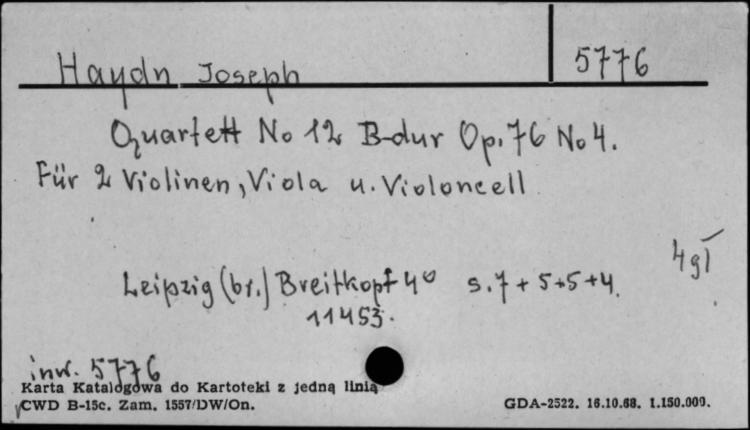 Haydn Joseph 5776
Quartett No 12 B-dur Op. 76 No 4.
Für 2 Violinen, Viola u. Violoncell
4 gł
Leipzig (br.) Breitkopf 4° s. 7 + 5 + 5 + 4.
11453.
inw. 5776
Karta Katalogowa do Kartoteki z jedną linią
CWD B-15c. Zam. 1557/DW/On. GDA-2522. 16.10.68. 1.150.000.